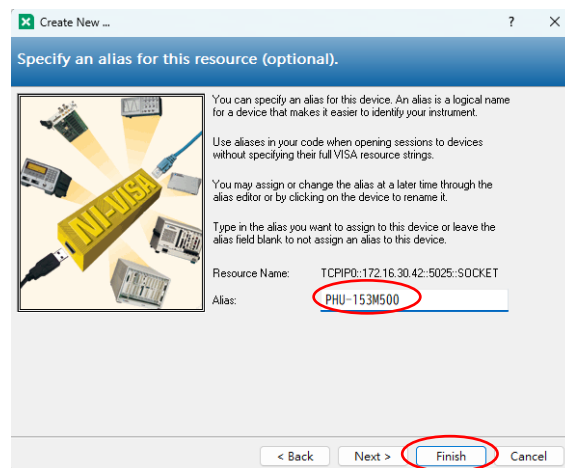 Create New ...
?
Specify an alias for this resource (optional).
You can specify an alias for this device. An alias is a logical name
for a device that makes it easier to identify your instrument.
Use aliases in your code when opening sessions to devices
without specifying their full VISA resource strings.
You may assign or change the alias at a later time through the
alias editor or by clicking on the device to rename it.
Type in the alias you want to assign to this device or leave the
alias field blank to not assign an alias to this device.
NI-VISA
Resource Name: TCPIP0::172.16.30.42::5025::SOCKET
Alias: PHU-153M500
< Back Next > Finish Cancel